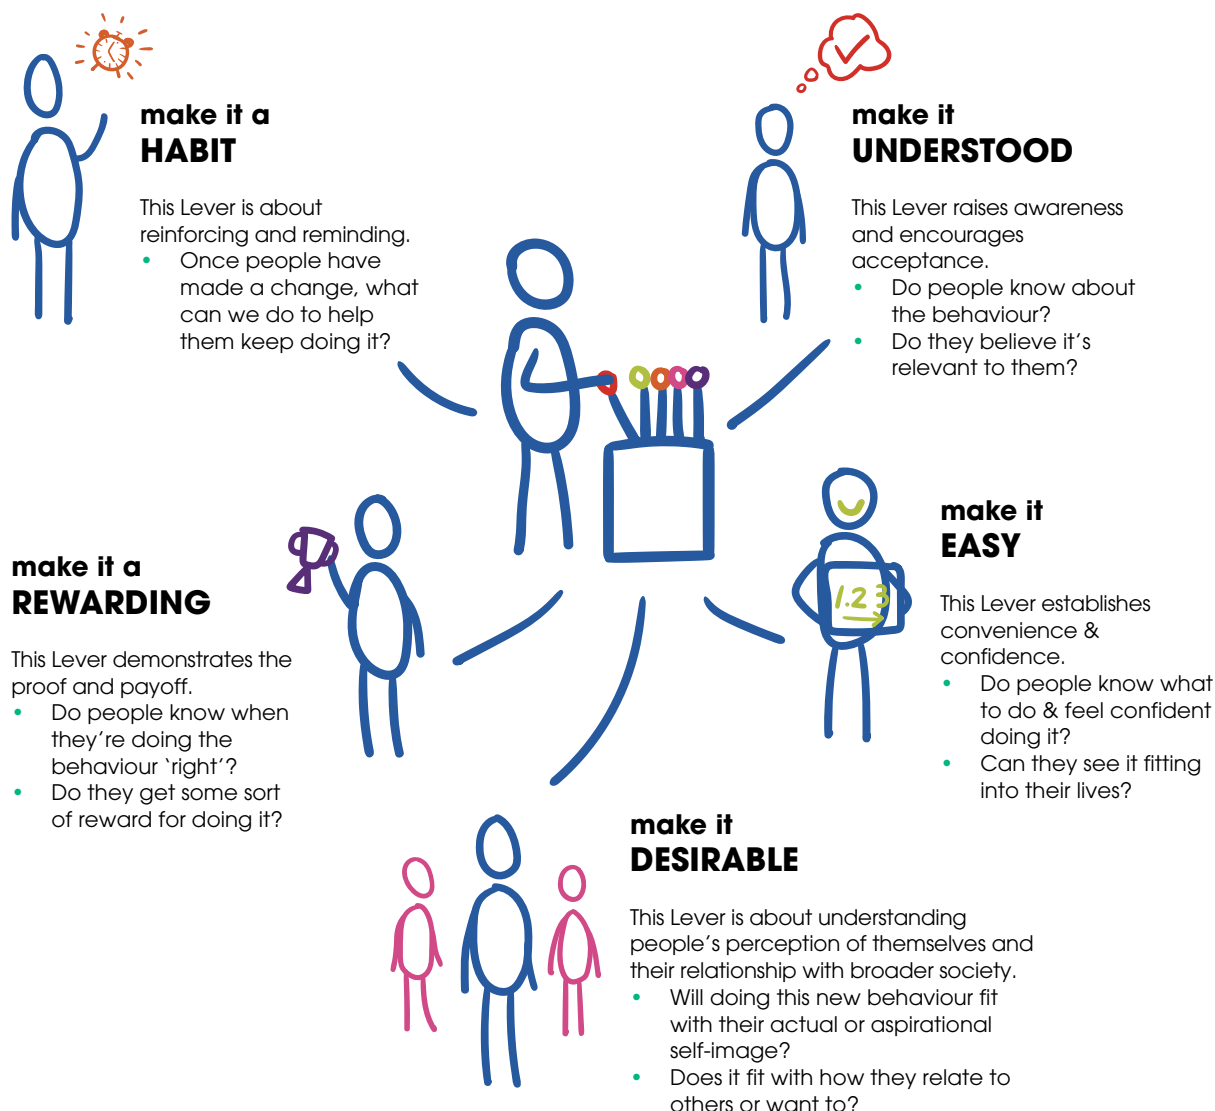 make it a
HABIT
This Lever is about
reinforcing and reminding.
• Once people have
made a change, what
can we do to help
them keep doing it?
make it
UNDERSTOOD
This Lever raises awareness
and encourages
acceptance.
• Do people know about
the behaviour?
• Do they believe it's
relevant to them?
make it
EASY
This Lever establishes
convenience &
confidence.
• Do people know what
to do & feel confident
doing it?
• Can they see it fitting
into their lives?
1.2 3
make it
DESIRABLE
This Lever is about understanding
people's perception of themselves and
their relationship with broader society.
• Will doing this new behaviour fit
with their actual or aspirational
self-image?
• Does it fit with how they relate to
others or want to?
make it a
REWARDING
This Lever demonstrates the
proof and payoff.
• Do people know when
they're doing the
behaviour ‘right’?
• Do they get some sort
of reward for doing it?